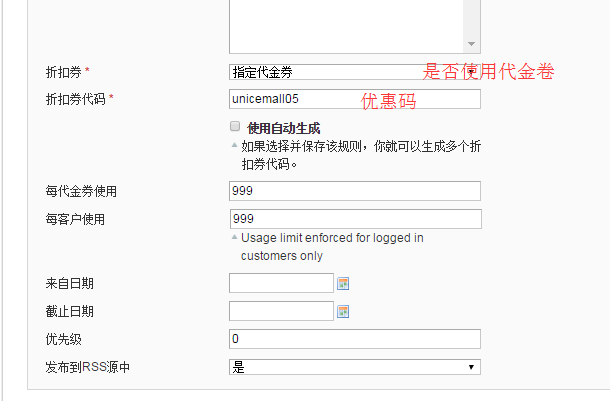 折扣券 * 指定代金券 是否使用代金卷
折扣券代码 * unicemall05 优惠码
使用自动生成
如果选择并保存该规则，你就可以生成多个折
扣券代码。
每代金券使用 999
每客户使用 999
Usage limit enforced for logged in
customers only
来自日期
截止日期
优先级 0
发布到RSS源中 是